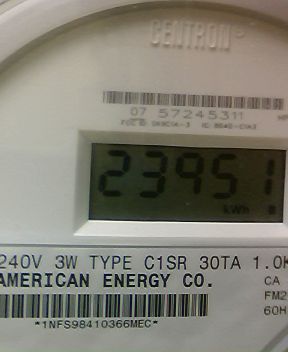 CENTRON®
07 57245311
23951
kWh
240V 3W TYPE C1SR 30TA 1.0K
AMERICAN ENERGY CO.
CA
FM2
60H
*1NFS98410366MEC*